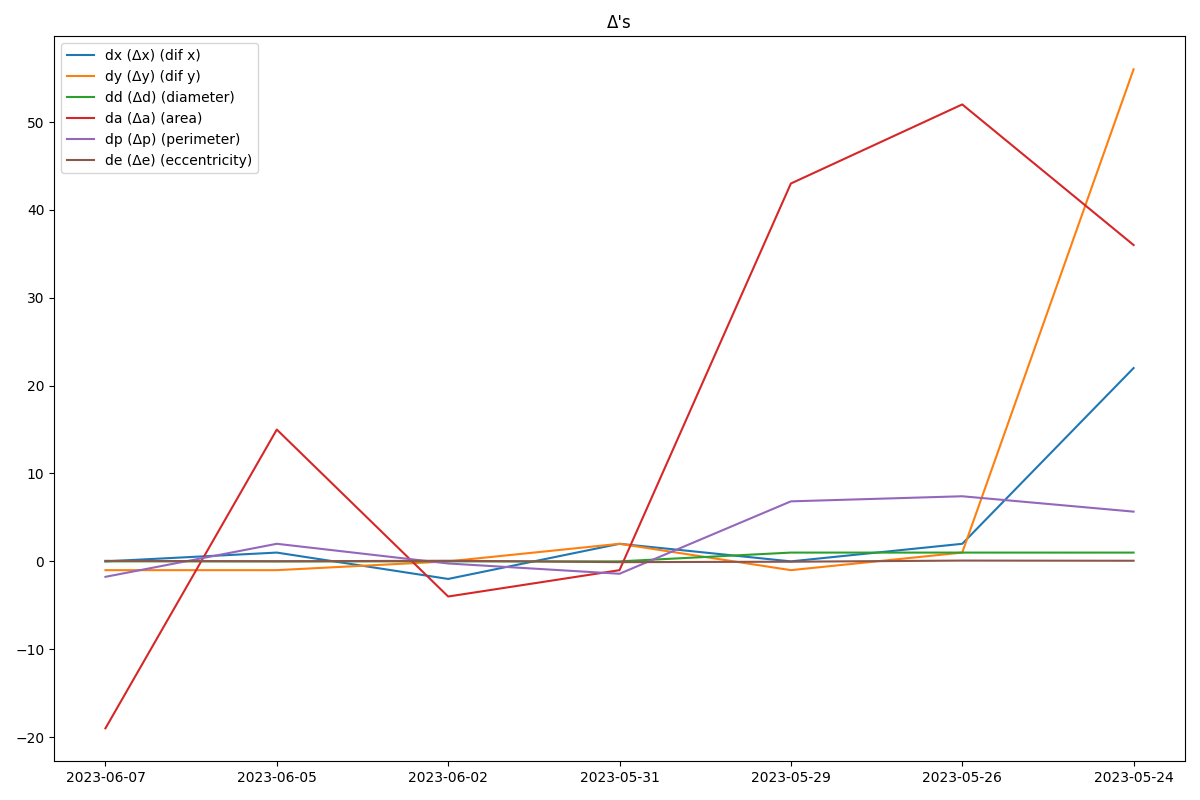 Δ's
dx (Δx) (dif x)
dy (Δy) (dif y)
dd (Δd) (diameter)
da (Δa) (area)
dp (Δp) (perimeter)
de (Δe) (eccentricity)
50
40
30
20
10
0
−10
−20
2023-06-07 2023-06-05 2023-06-02 2023-05-31 2023-05-29 2023-05-26 2023-05-24